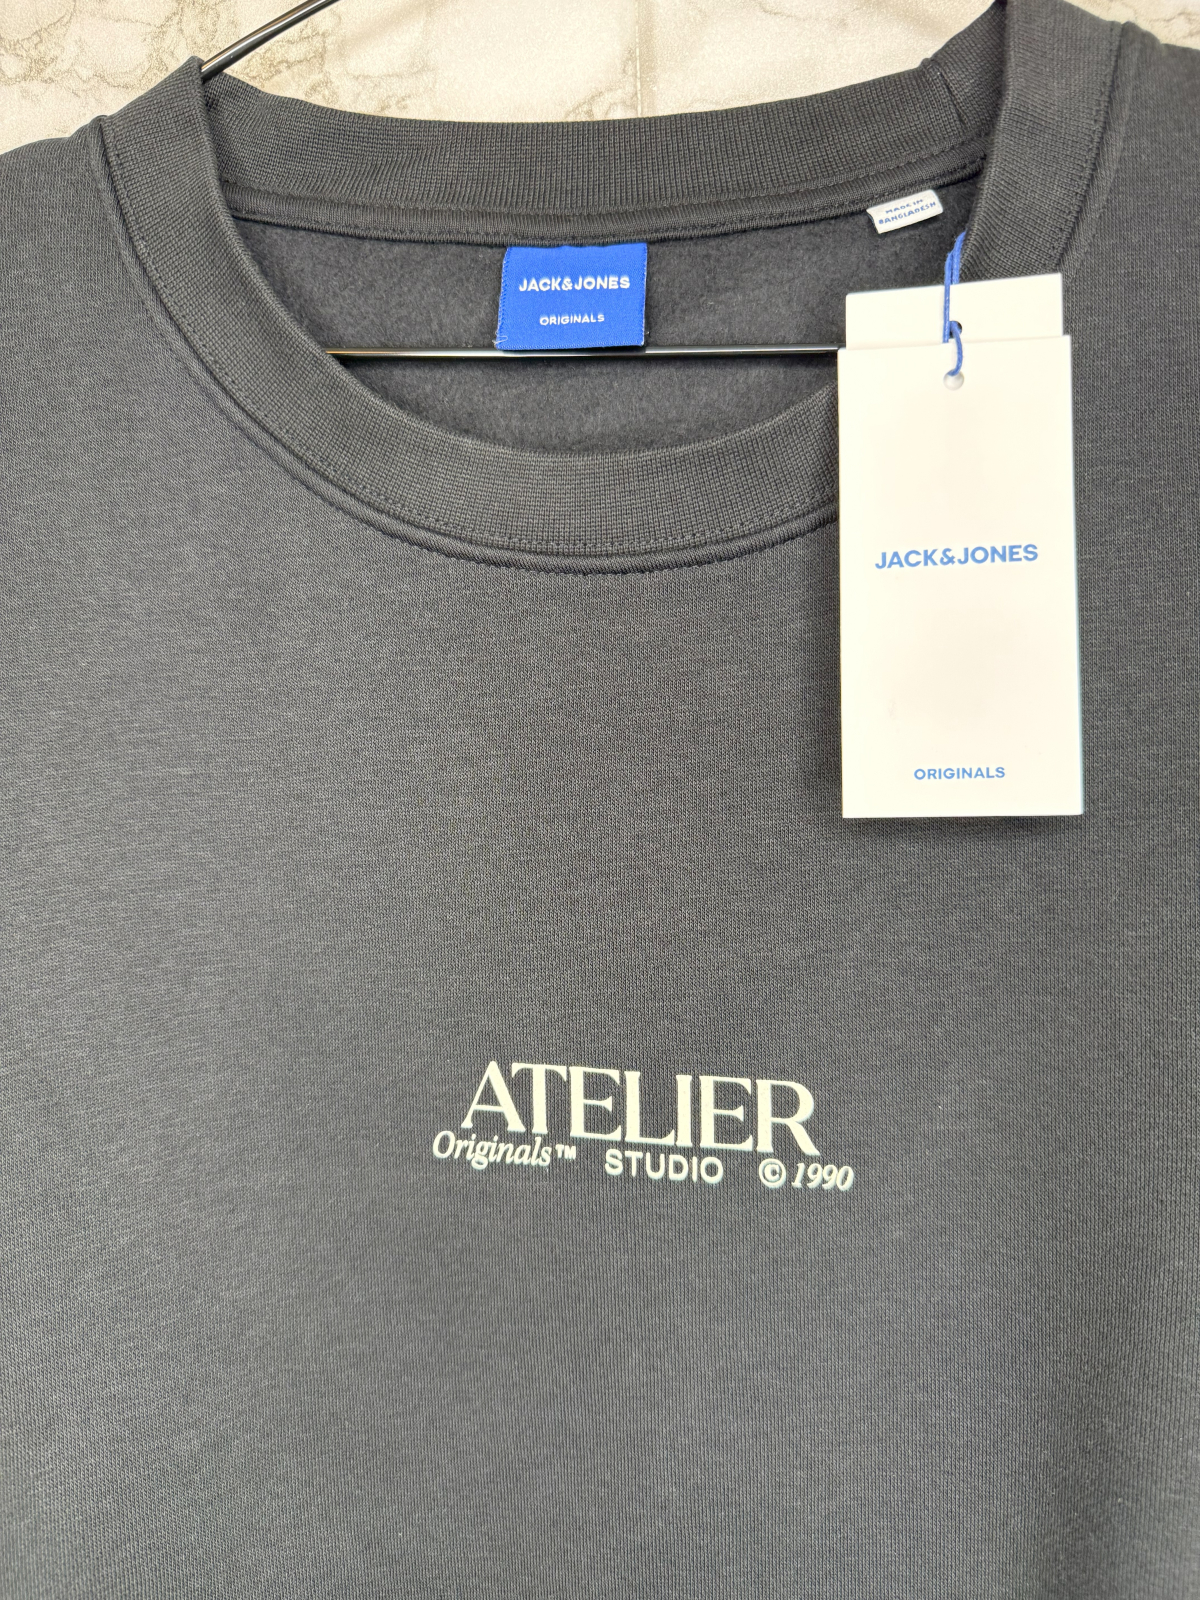 MADE IN
BANGLADESH
JACK&JONES
ORIGINALS
JACK&JONES
ORIGINALS
ATELIER
Originals™ STUDIO © 1990